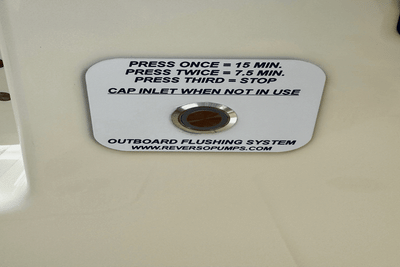 PRESS ONCE = 15 MIN.
PRESS TWICE = 7.5 MIN.
PRESS THIRD = STOP
CAP INLET WHEN NOT IN USE
OUTBOARD FLUSHING SYSTEM
WWW.REVERSOPUMPS.COM